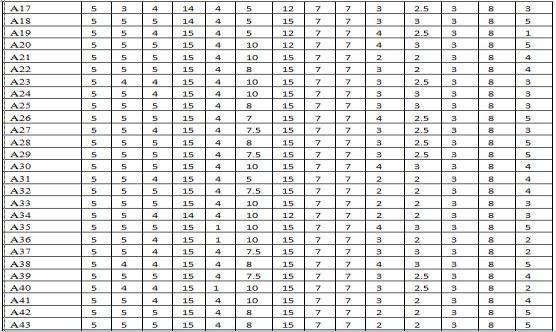 A17 5 3 4 14 4 5 12 7 7 3 2.5 3 8 3
A18 5 5 5 14 4 5 15 7 7 3 3 3 8 5
A19 5 5 4 15 4 5 12 7 7 4 2.5 3 8 1
A20 5 5 5 15 4 10 12 7 7 4 3 3 8 5
A21 5 5 5 15 4 10 15 7 7 2 2 3 8 4
A22 5 5 5 15 4 8 15 7 7 3 2 3 8 4
A23 5 4 4 15 4 10 15 7 7 3 2.5 3 8 3
A24 5 5 5 15 4 10 15 7 7 3 3 3 8 3
A25 5 5 5 15 4 8 15 7 7 3 3 3 8 3
A26 5 5 5 15 4 7 15 7 7 4 2.5 3 8 5
A27 5 5 4 15 4 7.5 15 7 7 3 2.5 3 8 3
A28 5 5 5 15 4 8 15 7 7 3 2.5 3 8 5
A29 5 5 5 15 4 7.5 15 7 7 3 2.5 3 8 5
A30 5 5 5 15 4 10 15 7 7 4 3 3 8 4
A31 5 5 4 15 4 5 15 7 7 2 2 3 8 4
A32 5 5 5 15 4 7.5 15 7 7 2 2 3 8 4
A33 5 5 5 15 4 10 15 7 7 2 2 3 8 3
A34 5 5 4 14 4 10 12 7 7 2 2 3 8 3
A35 5 5 5 15 1 10 15 7 7 4 3 3 8 5
A36 5 5 4 15 1 10 15 7 7 3 2 3 8 2
A37 5 5 4 15 4 7.5 15 7 7 3 3 3 8 2
A38 5 4 4 15 4 8 15 7 7 4 3 3 8 5
A39 5 5 5 15 4 7.5 15 7 7 3 2.5 3 8 4
A40 5 4 4 15 1 10 15 7 7 3 2.5 3 8 2
A41 5 5 4 15 4 10 15 7 7 3 2 3 8 4
A42 5 5 5 15 4 8 15 7 7 2 2 3 8 5
A43 5 5 5 15 4 8 15 7 7 2 2 3 8 5